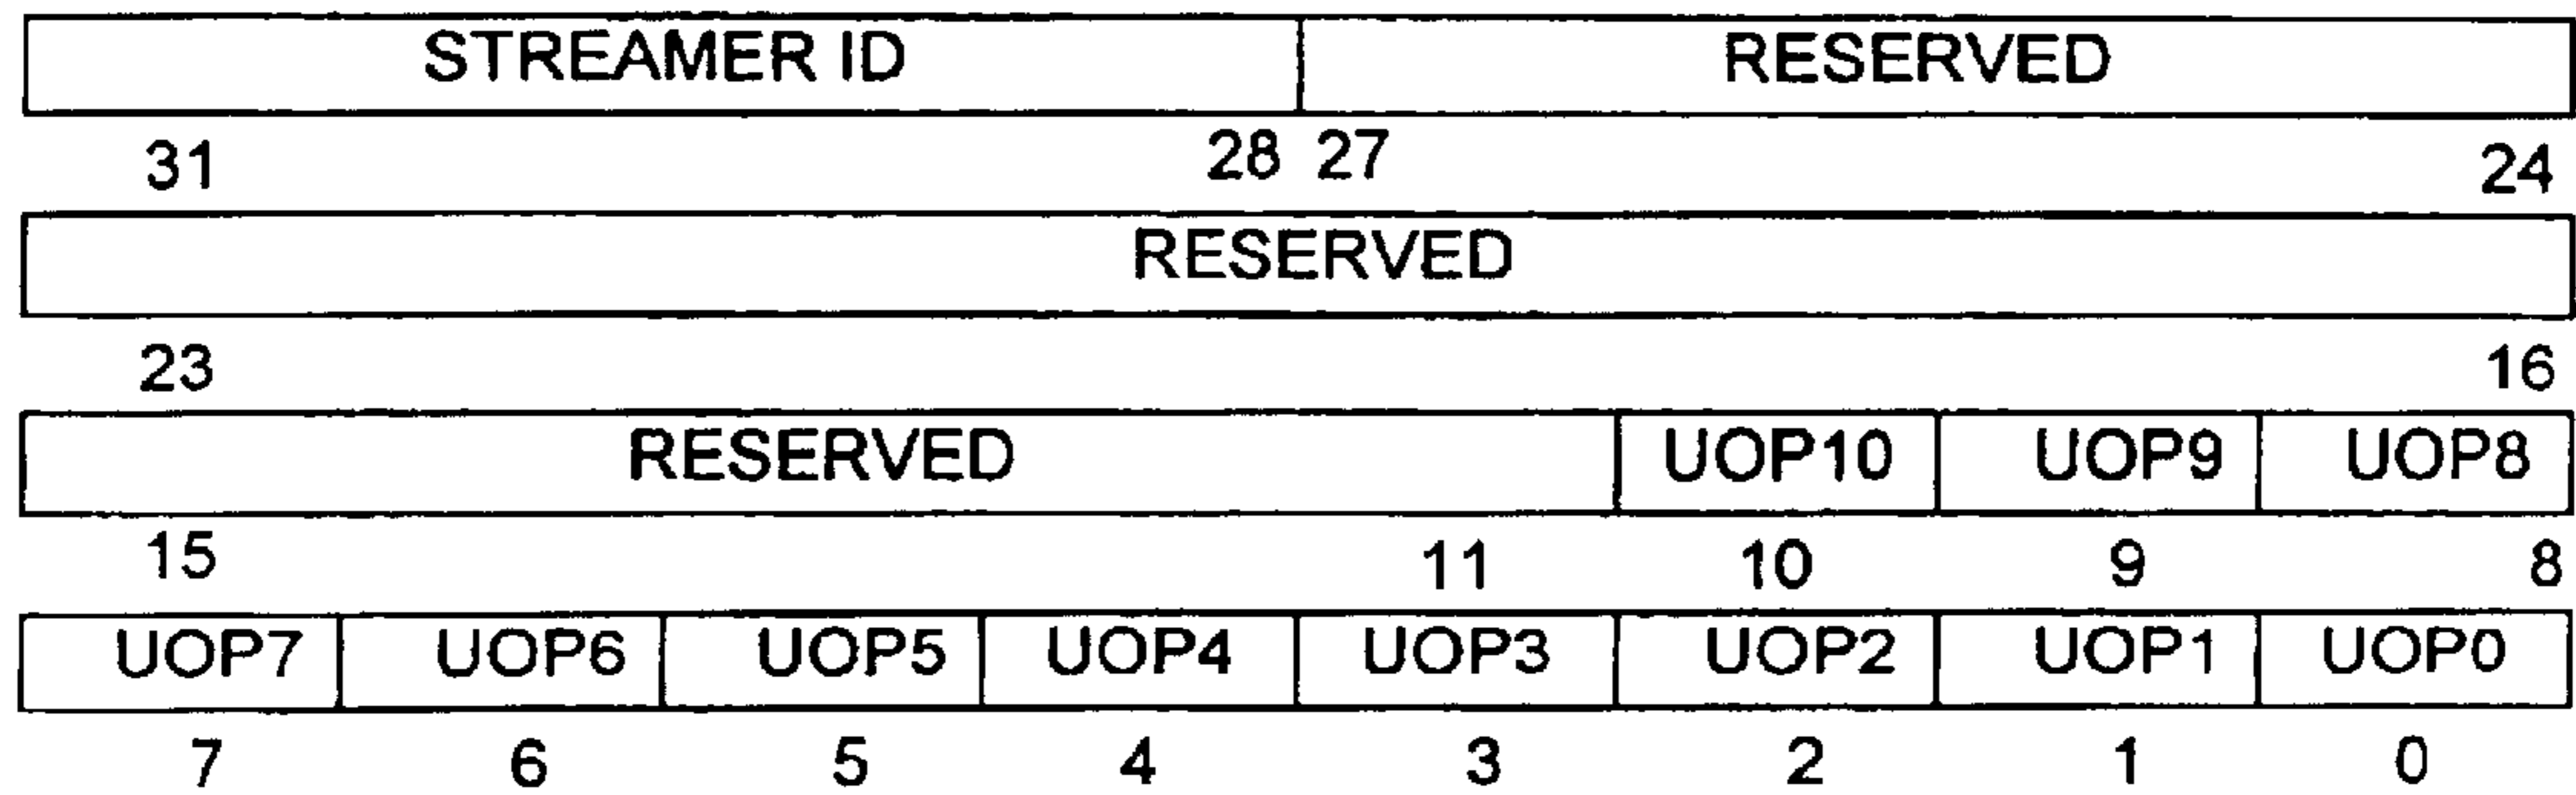 STREAMER ID RESERVED
31 28 27 24
RESERVED
23 16
RESERVED UOP10 UOP9 UOP8
15 11 10 9 8
UOP7 UOP6 UOP5 UOP4 UOP3 UOP2 UOP1 UOP0
7 6 5 4 3 2 1 0